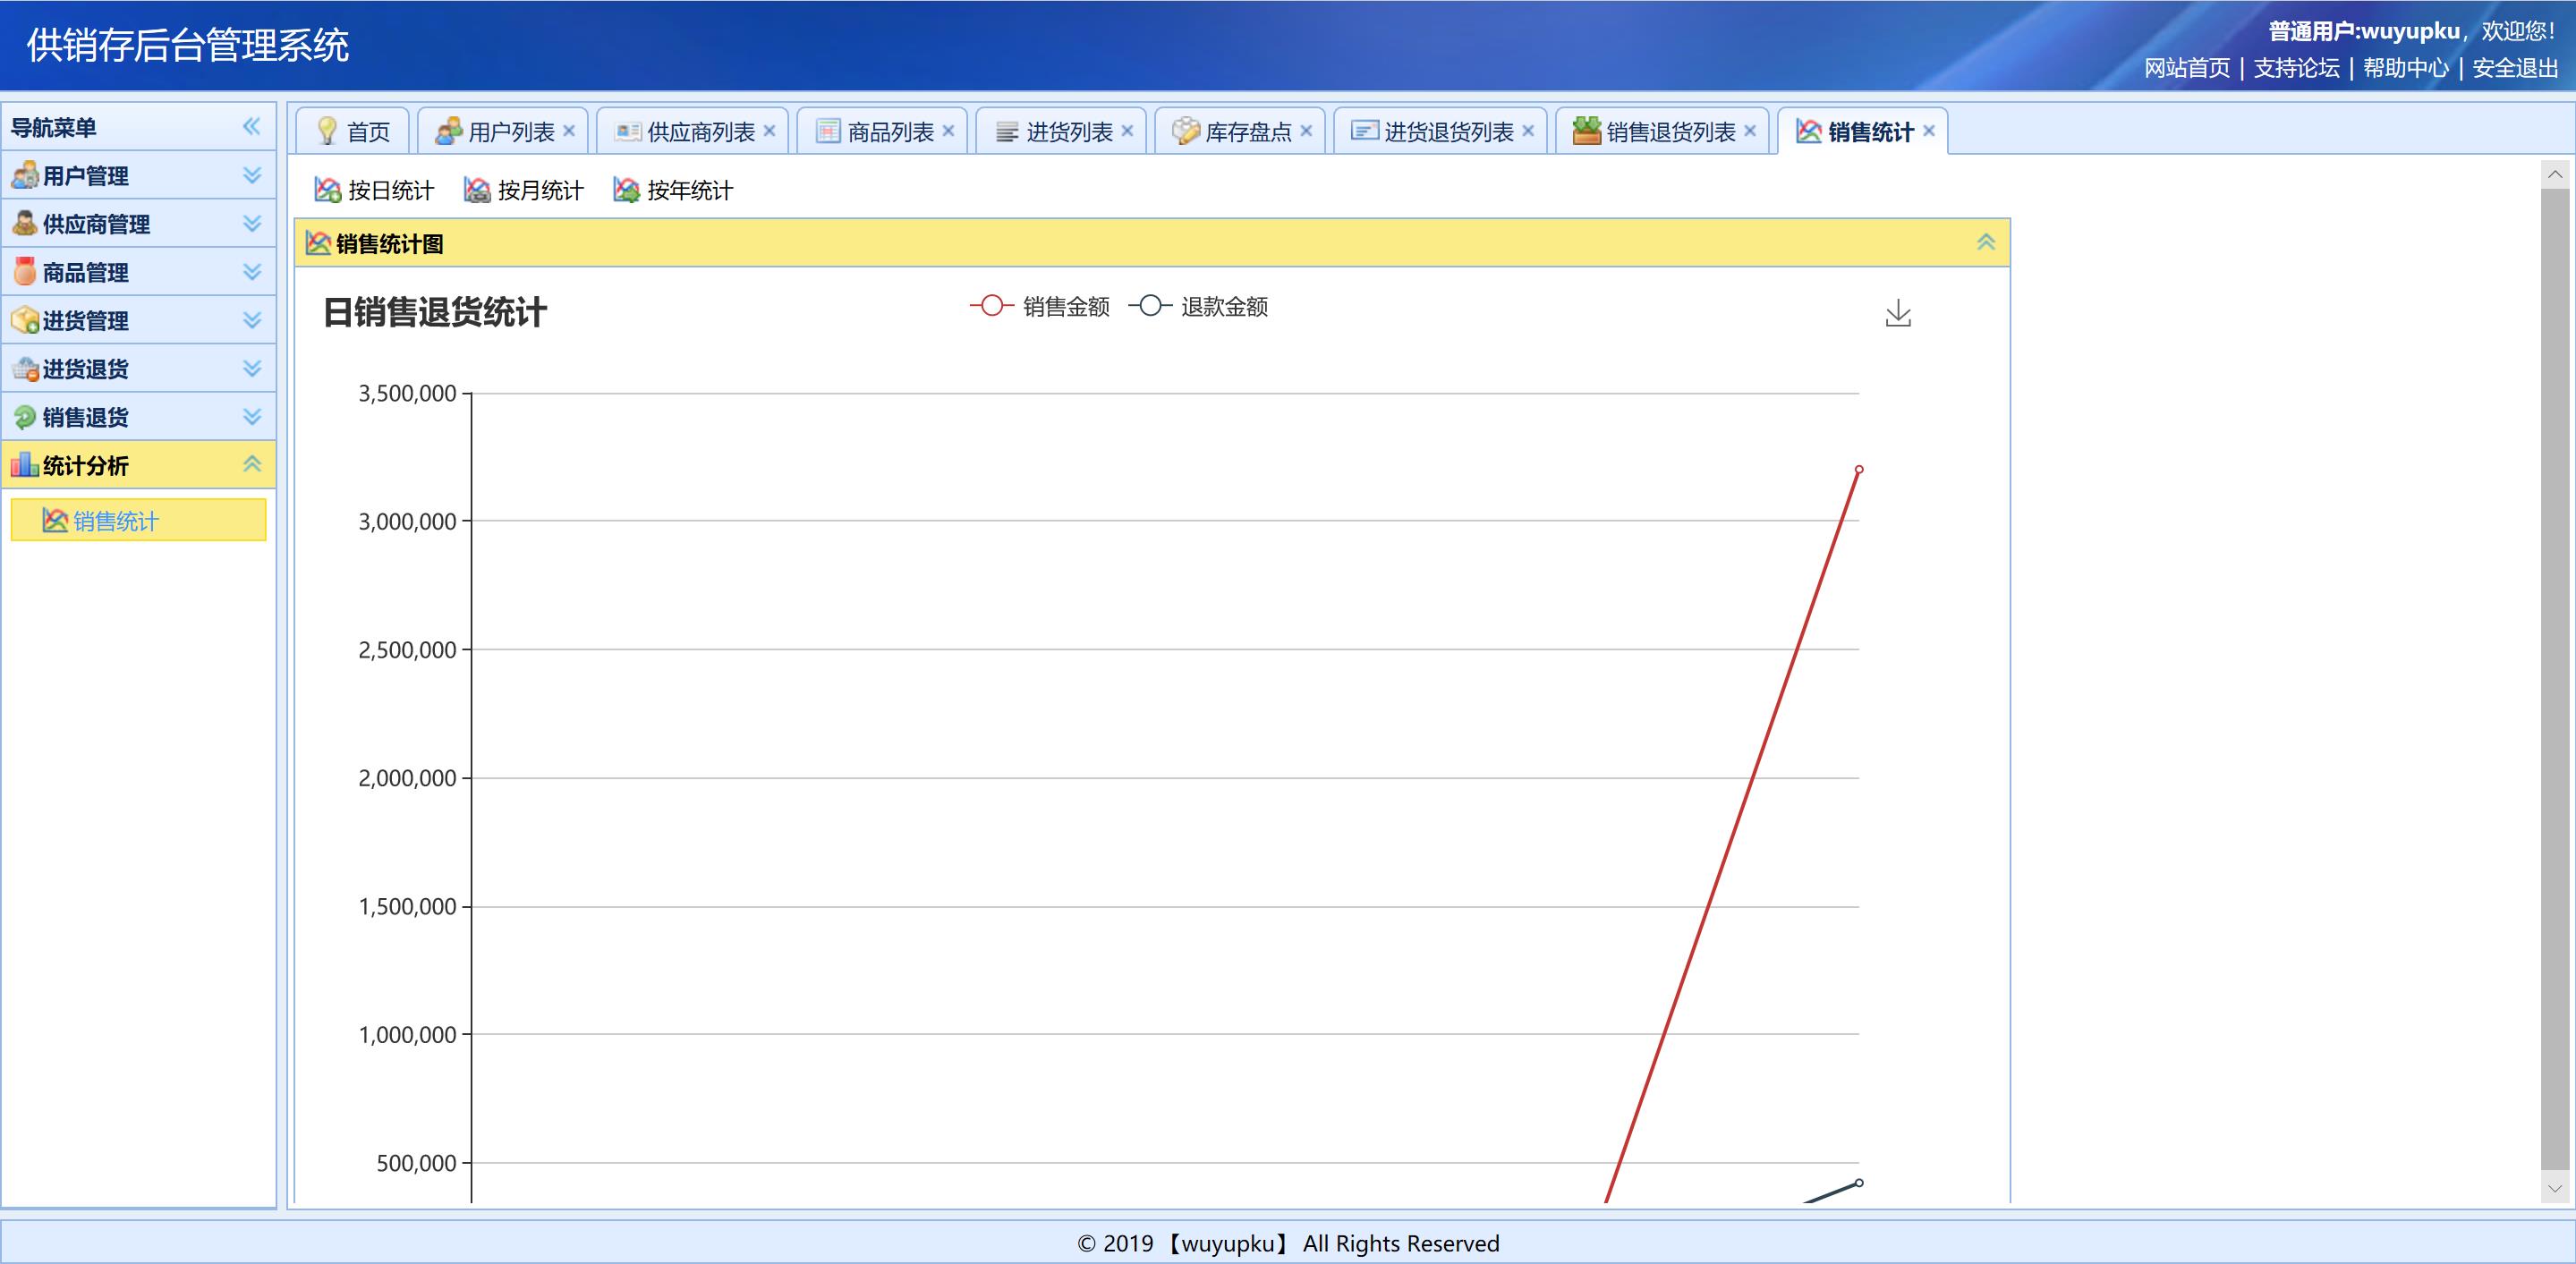 供销存后台管理系统
普通用户:wuyupku，欢迎您！
网站首页 | 支持论坛 | 帮助中心 | 安全退出
导航菜单
用户管理
供应商管理
商品管理
进货管理
进货退货
销售退货
统计分析
销售统计
首页 用户列表 供应商列表 商品列表 进货列表 库存盘点 进货退货列表 销售退货列表 销售统计
按日统计 按月统计 按年统计
销售统计图
日销售退货统计
销售金额 退款金额
3,500,000
3,000,000
2,500,000
2,000,000
1,500,000
1,000,000
500,000
© 2019 【wuyupku】 All Rights Reserved